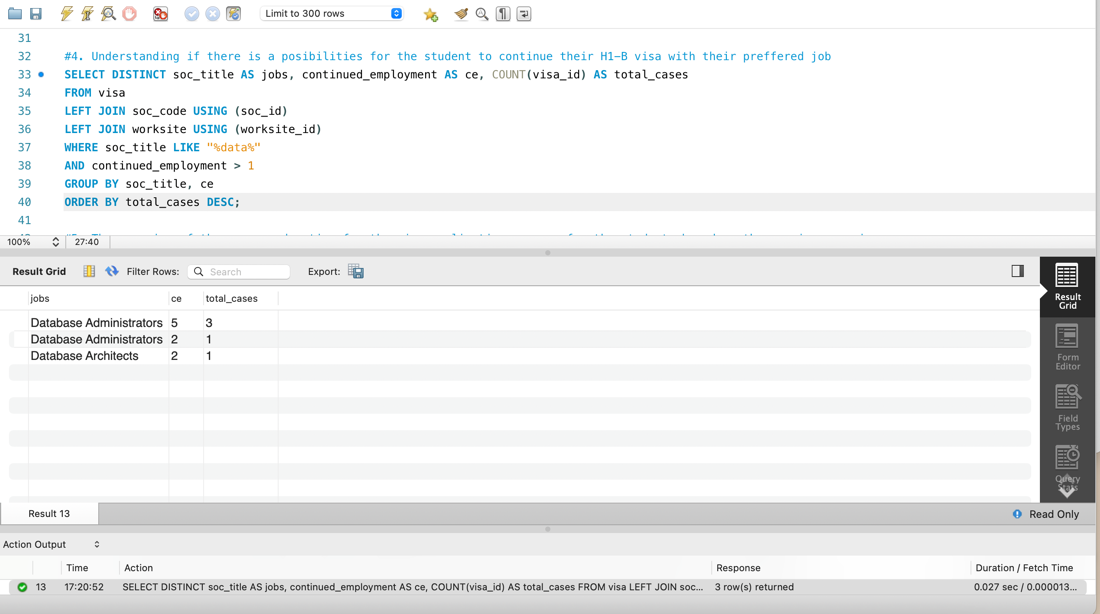 Limit to 300 rows
31
32 #4. Understanding if there is a posibilities for the student to continue their H1-B visa with their preffered job
33 SELECT DISTINCT soc_title AS jobs, continued_employment AS ce, COUNT(visa_id) AS total_cases
34 FROM visa
35 LEFT JOIN soc_code USING (soc_id)
36 LEFT JOIN worksite USING (worksite_id)
37 WHERE soc_title LIKE "%data%"
38 AND continued_employment > 1
39 GROUP BY soc_title, ce
40 ORDER BY total_cases DESC;
41
100% 27:40
Result Grid Filter Rows: Search Export:
jobs ce total_cases
Database Administrators 5 3
Database Administrators 2 1
Database Architects 2 1
Result
Grid
Form
Editor
Field
Types
Query
Stats
Result 13 Read Only
Action Output
Time Action Response Duration / Fetch Time
13 17:20:52 SELECT DISTINCT soc_title AS jobs, continued_employment AS ce, COUNT(visa_id) AS total_cases FROM visa LEFT JOIN soc... 3 row(s) returned 0.027 sec / 0.000013...